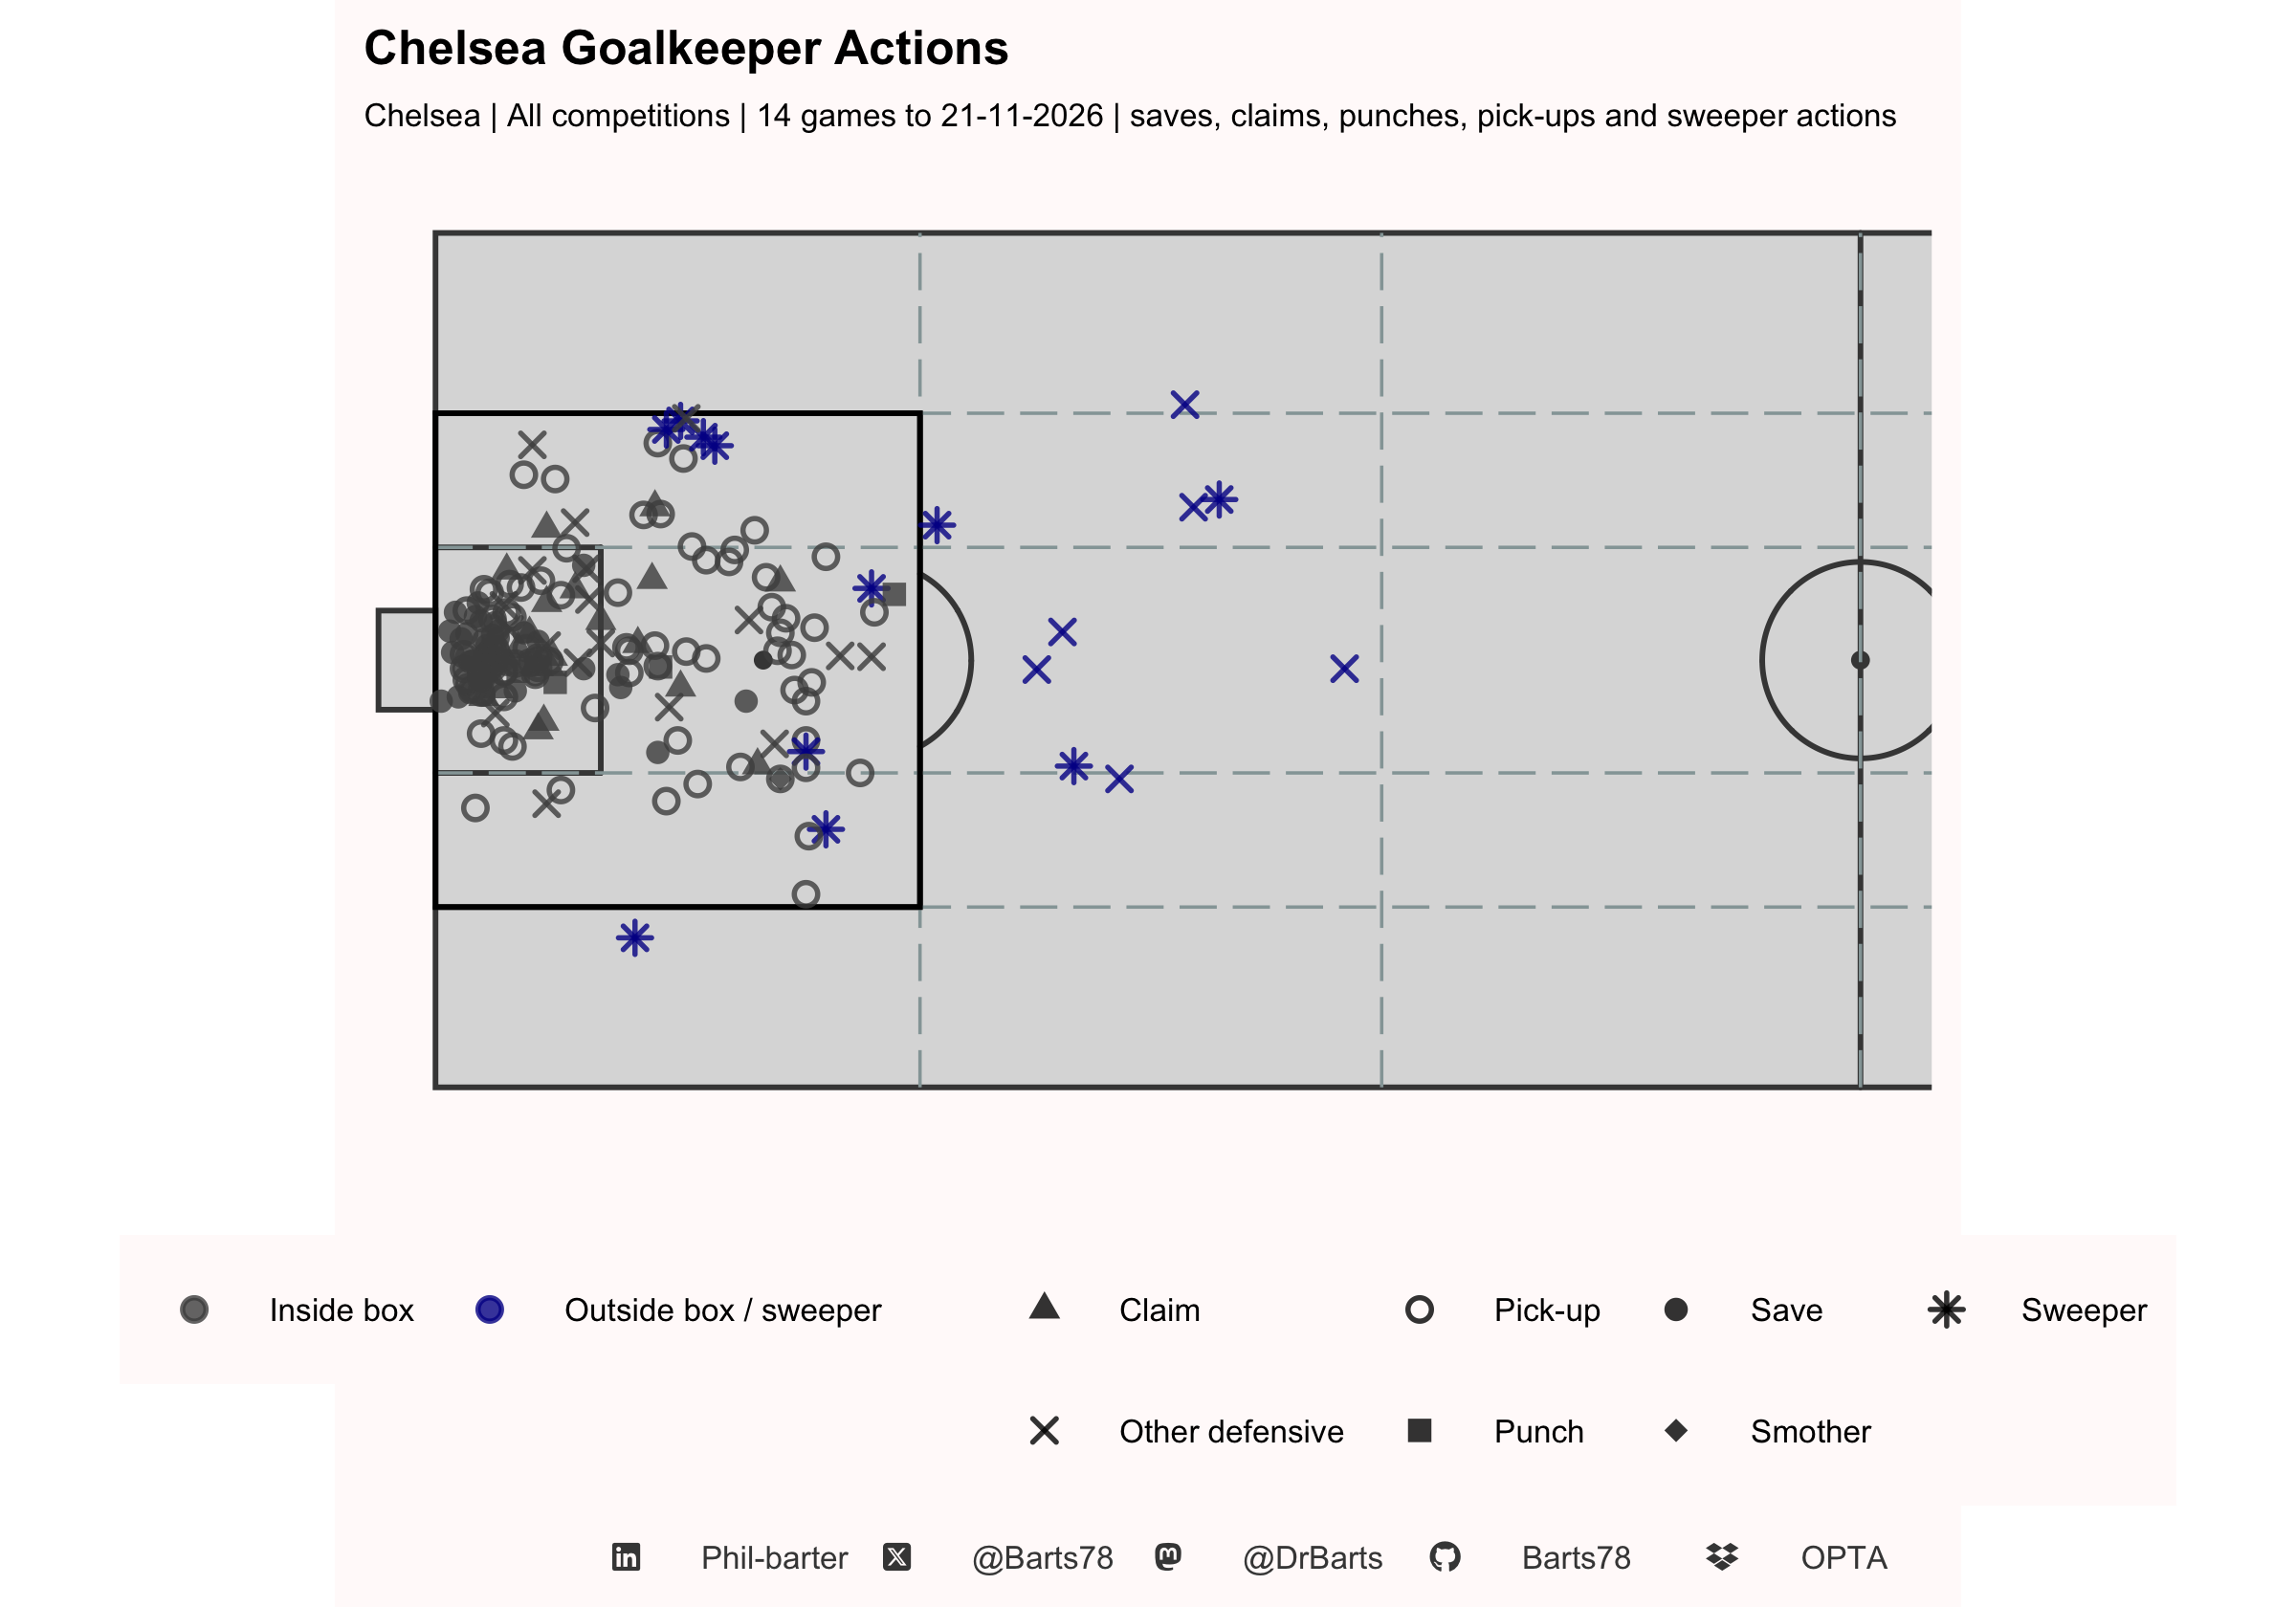 Chelsea Goalkeeper Actions
Chelsea | All competitions | 14 games to 21-11-2026 | saves, claims, punches, pick-ups and sweeper actions
Inside box Outside box / sweeper Claim Pick-up Save Sweeper
Other defensive Punch Smother
Phil-barter @Barts78 @DrBarts Barts78 OPTA